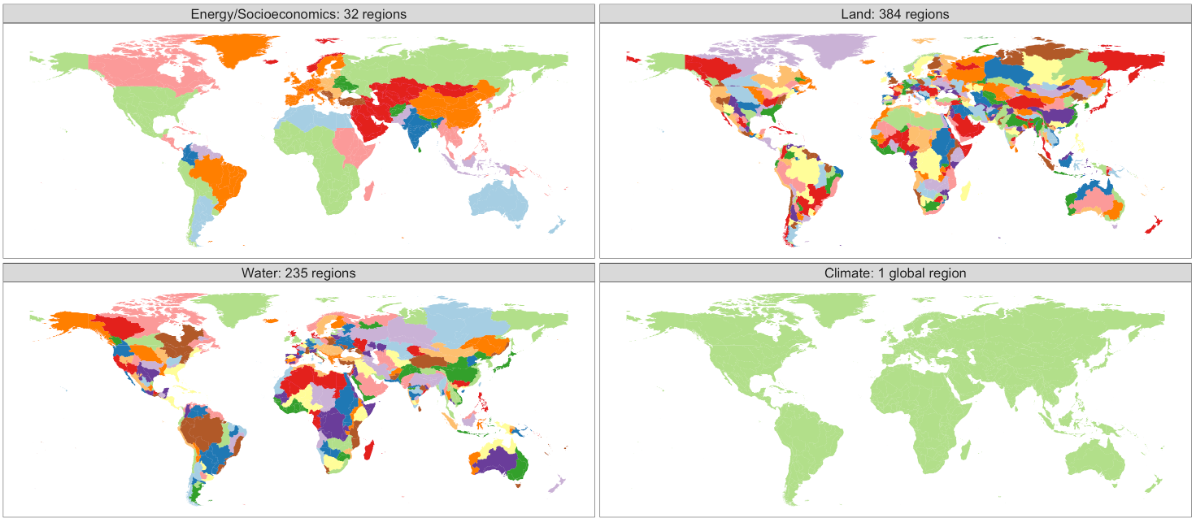 Energy/Socioeconomics: 32 regions
Land: 384 regions
Water: 235 regions
Climate: 1 global region